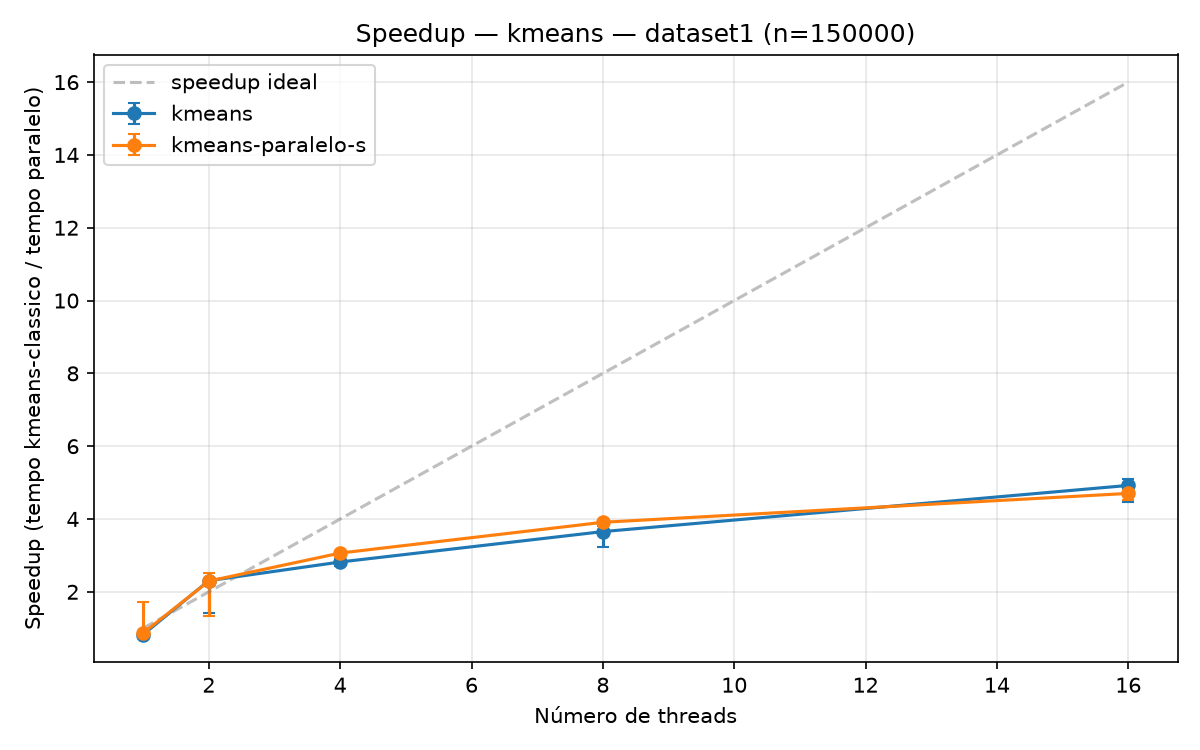 Speedup — kmeans — dataset1 (n=150000)
speedup ideal
kmeans
kmeans-paralelo-s
Speedup (tempo kmeans-classico / tempo paralelo)
16
14
12
10
8
6
4
2
2 4 6 8 10 12 14 16
Número de threads